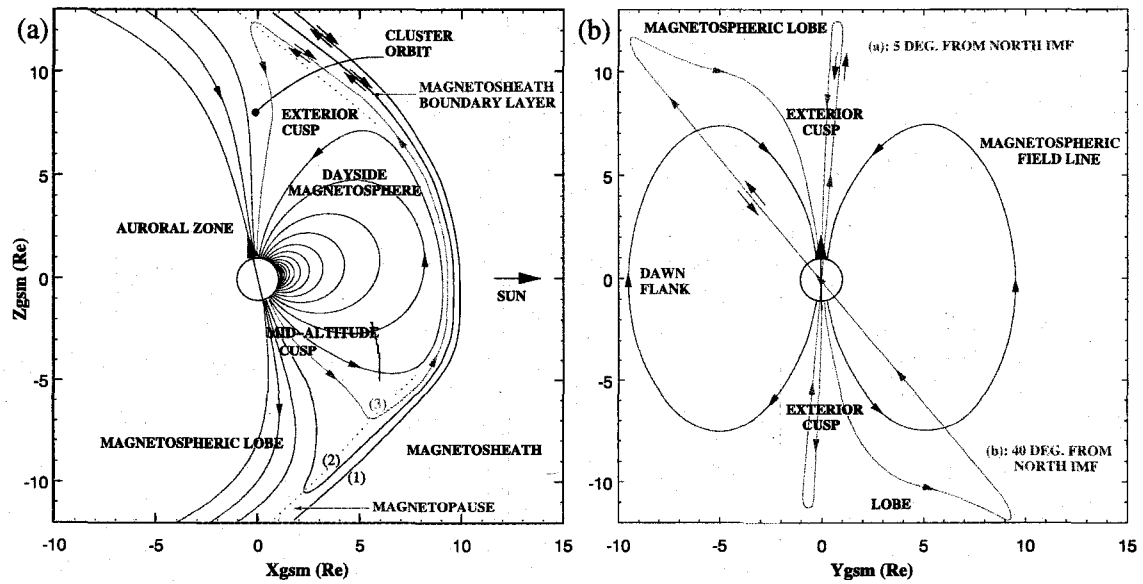 (a)
CLUSTER
ORBIT
MAGNETOSHEATH
BOUNDARY LAYER
EXTERIOR
CUSP
DAYSIDE
MAGNETOSPHERE
AURORAL ZONE
SUN
MID-ALTITUDE
CUSP
(3)
MAGNETOSPHERIC LOBE
MAGNETOSHEATH
(2)
(1)
MAGNETOPAUSE
10
5
0
-5
-10
-10
-5
0
5
10
15
Zgsm (Re)
Xgsm (Re)
(b)
MAGNETOSPHERIC LOBE
(a): 5 DEG. FROM NORTH IMF
EXTERIOR
CUSP
MAGNETOSPHERIC
FIELD LINE
DAWN
FLANK
EXTERIOR
CUSP
(b): 40 DEG. FROM
NORTH IMF
LOBE
10
5
0
-5
-10
-10
-5
0
5
10
15
Ygsm (Re)